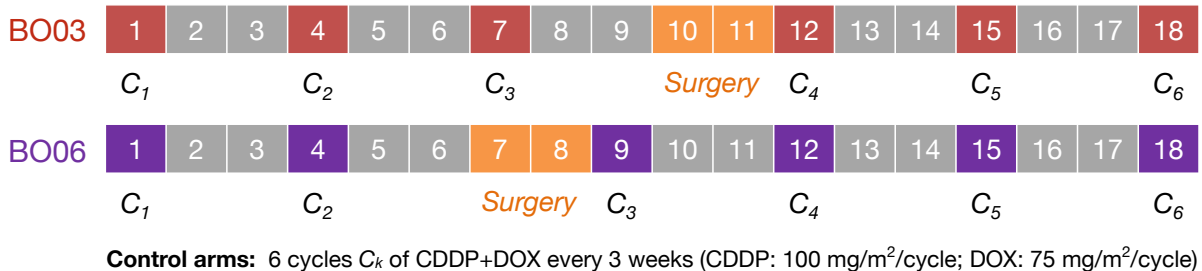 BO03 1 2 3 4 5 6 7 8 9 10 11 12 13 14 15 16 17 18
C₁ C₂ C₃ Surgery C₄ C₅ C₆
BO06 1 2 3 4 5 6 7 8 9 10 11 12 13 14 15 16 17 18
C₁ C₂ Surgery C₃ C₄ C₅ C₆
Control arms: 6 cycles Cₖ of CDDP+DOX every 3 weeks (CDDP: 100 mg/m²/cycle; DOX: 75 mg/m²/cycle)